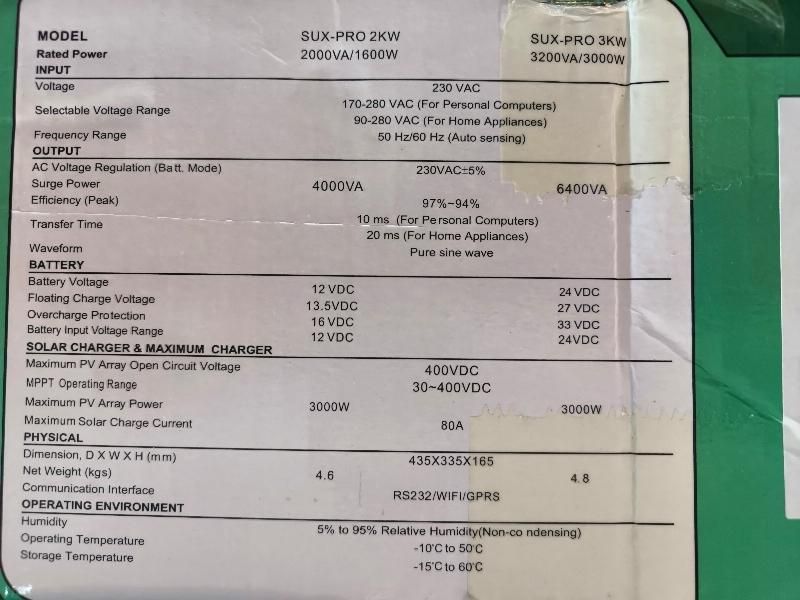 MODEL SUX-PRO 2KW SUX-PRO 3KW
Rated Power 2000VA/1600W 3200VA/3000W
INPUT
Voltage 230 VAC
Selectable Voltage Range 170-280 VAC (For Personal Computers)
90-280 VAC (For Home Appliances)
Frequency Range 50 Hz/60 Hz (Auto sensing)
OUTPUT
AC Voltage Regulation (Batt. Mode) 230VAC±5%
Surge Power 4000VA 6400VA
Efficiency (Peak) 97%~94%
Transfer Time 10 ms (For Personal Computers)
20 ms (For Home Appliances)
Waveform Pure sine wave
BATTERY
Battery Voltage 12 VDC 24 VDC
Floating Charge Voltage 13.5VDC 27 VDC
Overcharge Protection 16 VDC 33 VDC
Battery Input Voltage Range 12 VDC 24VDC
SOLAR CHARGER & MAXIMUM CHARGER
Maximum PV Array Open Circuit Voltage 400VDC
MPPT Operating Range 30~400VDC
Maximum PV Array Power 3000W 3000W
Maximum Solar Charge Current 80A
PHYSICAL
Dimension, D X W X H (mm) 435X335X165
Net Weight (kgs) 4.6 4.8
Communication Interface RS232/WIFI/GPRS
OPERATING ENVIRONMENT
Humidity 5% to 95% Relative Humidity(Non-co ndensing)
Operating Temperature -10°C to 50°C
Storage Temperature -15°C to 60°C